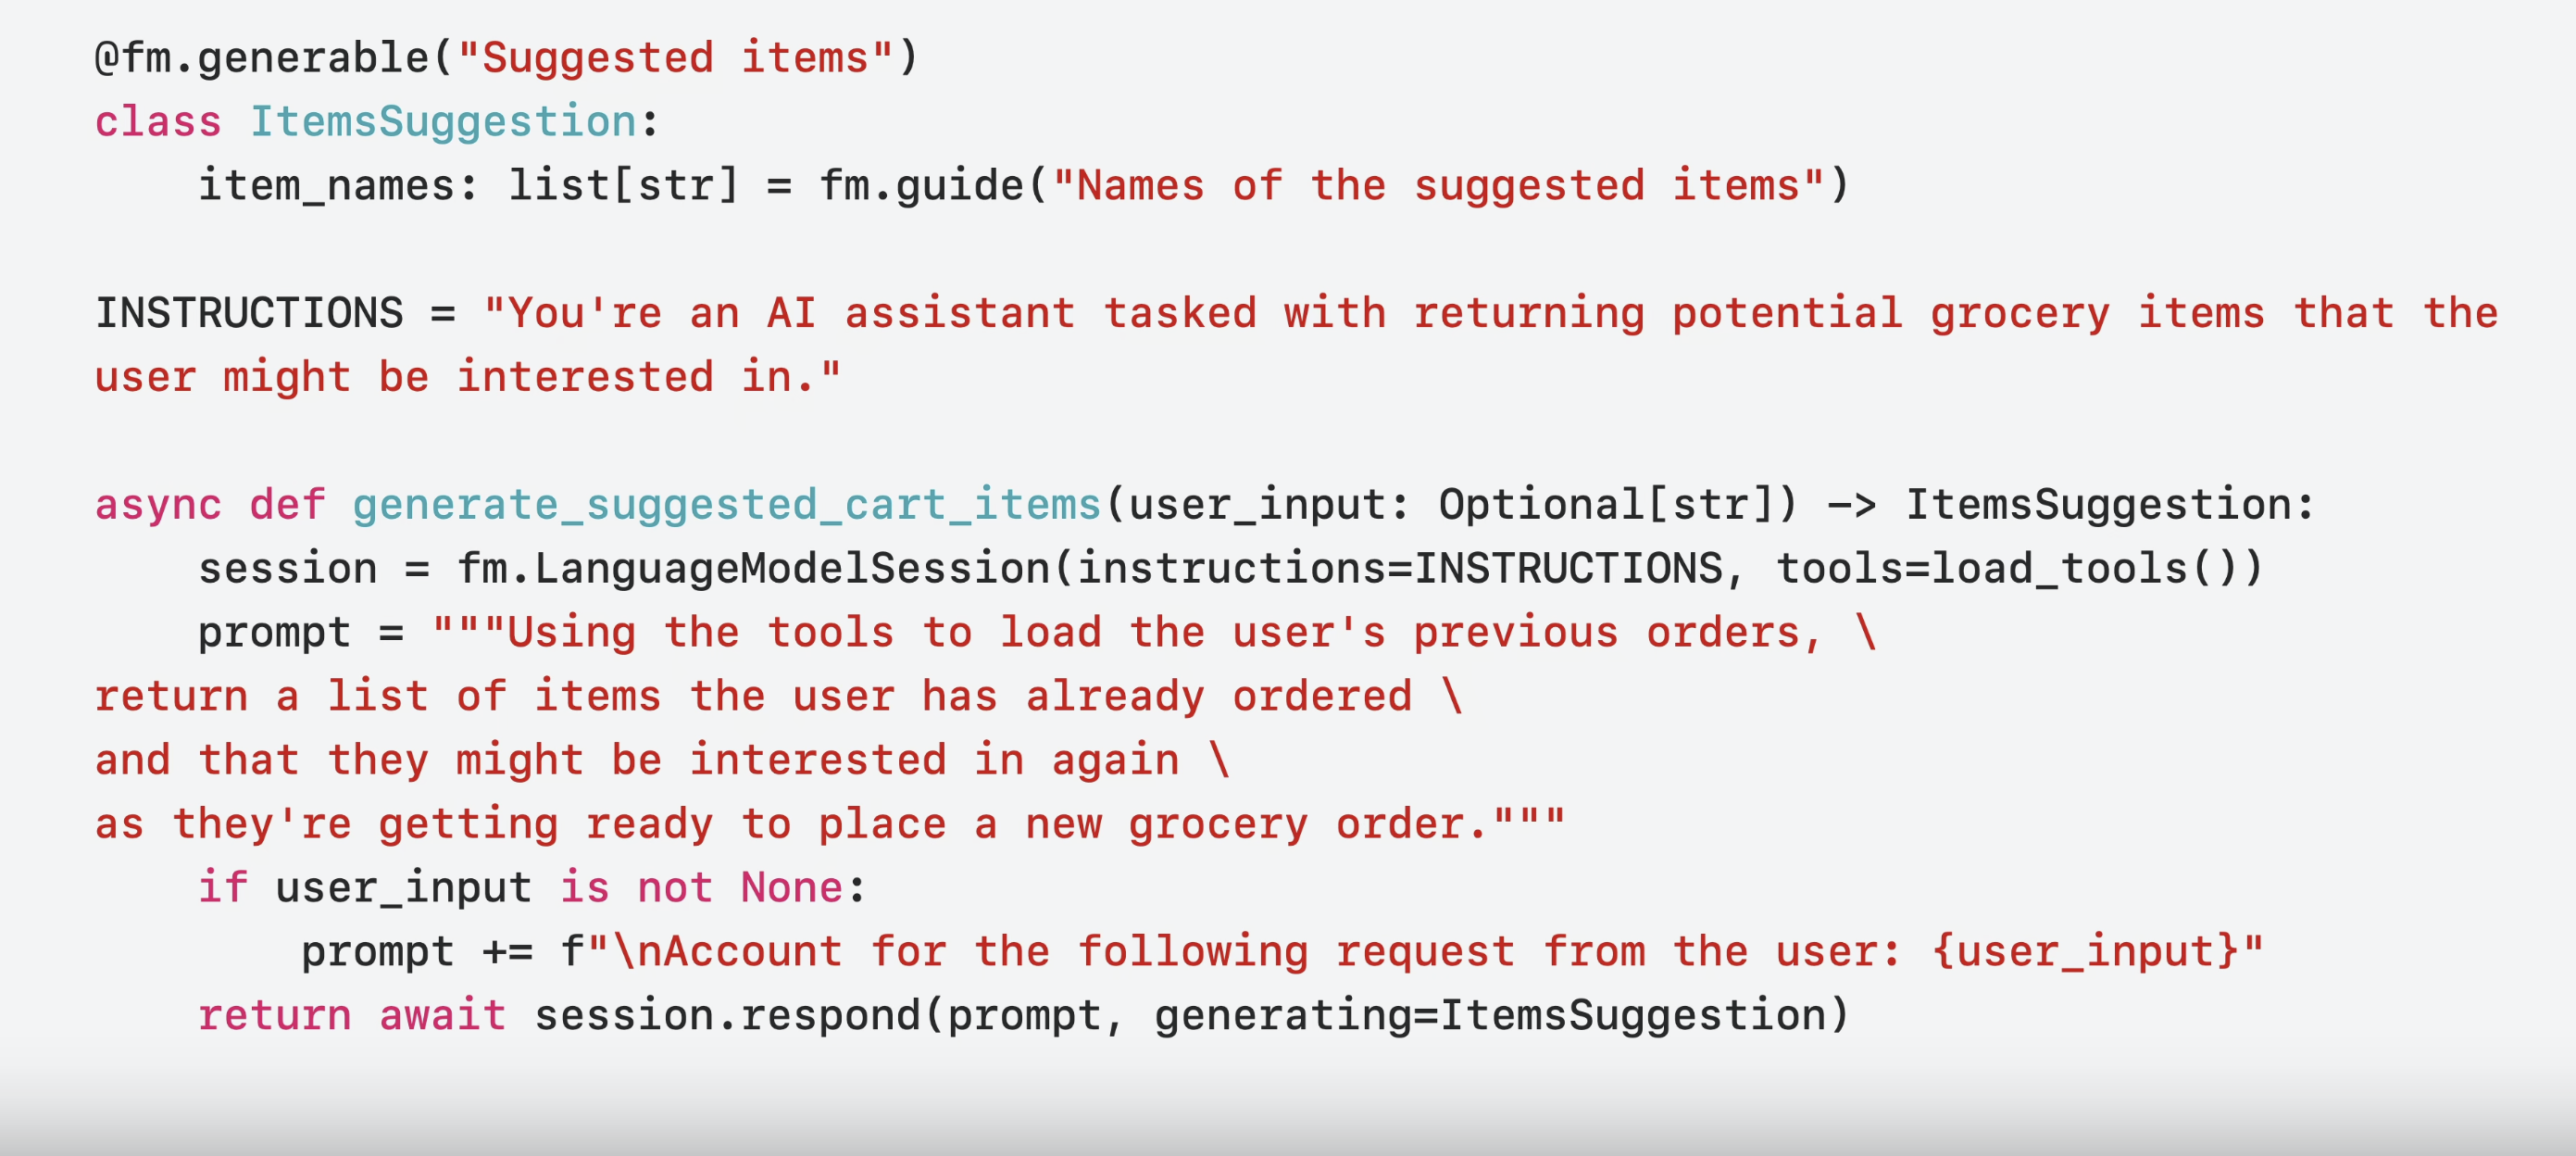 @fm.generable("Suggested items")
class ItemsSuggestion:
    item_names: list[str] = fm.guide("Names of the suggested items")

INSTRUCTIONS = "You're an AI assistant tasked with returning potential grocery items that the
user might be interested in."

async def generate_suggested_cart_items(user_input: Optional[str]) -> ItemsSuggestion:
    session = fm.LanguageModelSession(instructions=INSTRUCTIONS, tools=load_tools())
    prompt = """Using the tools to load the user's previous orders, \
return a list of items the user has already ordered \
and that they might be interested in again \
as they're getting ready to place a new grocery order."""
    if user_input is not None:
        prompt += f"\nAccount for the following request from the user: {user_input}"
    return await session.respond(prompt, generating=ItemsSuggestion)